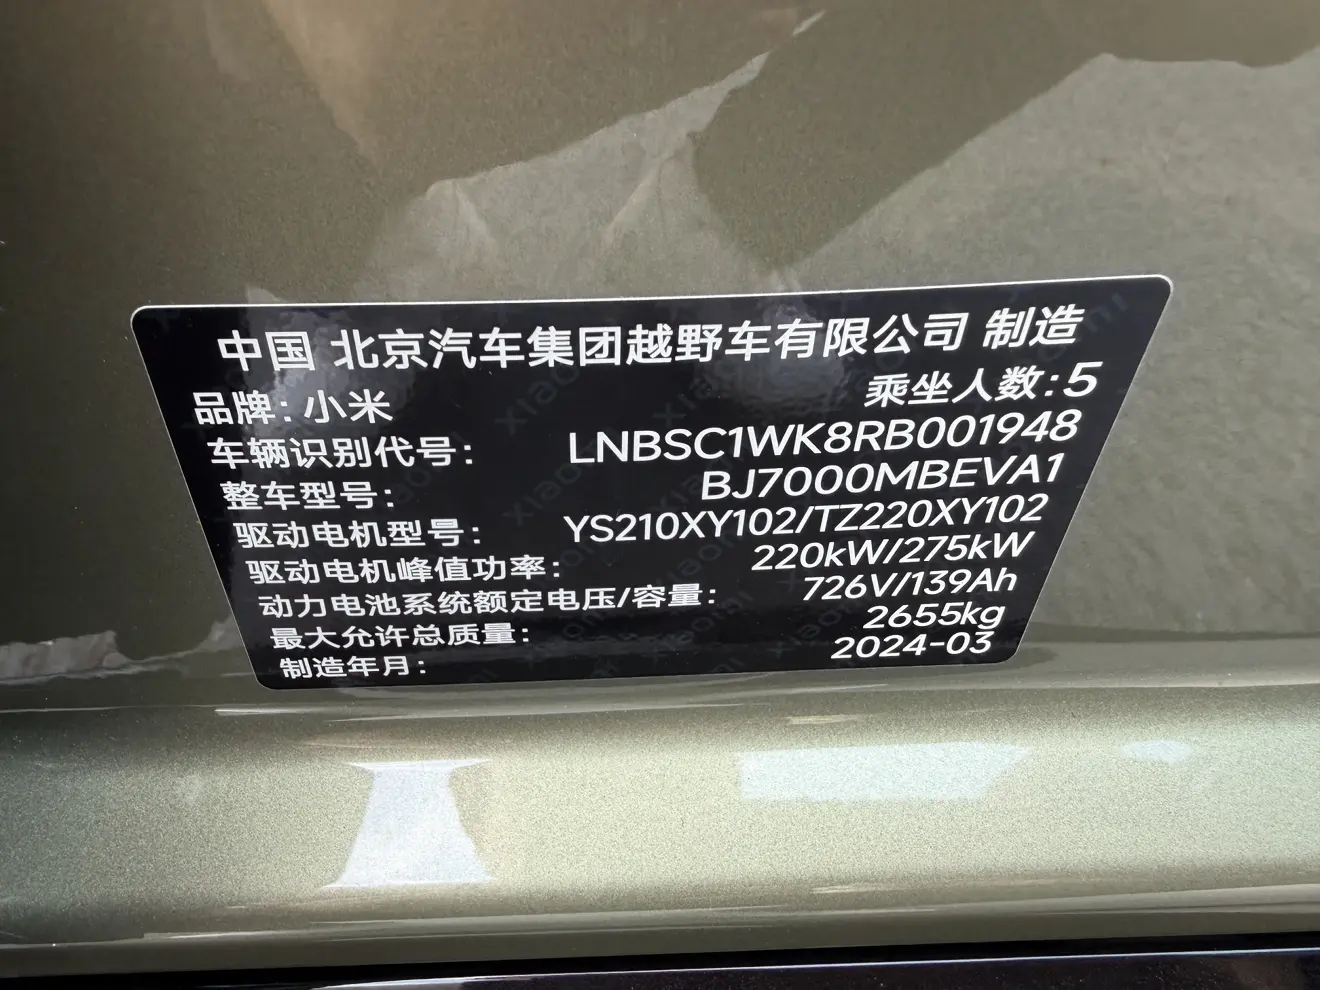 中国 北京汽车集团越野车有限公司 制造
品牌：小米 乘坐人数：5
车辆识别代号： LNBSC1WK8RB001948
整车型号： BJ7000MBEVA1
驱动电机型号： YS210XY102/TZ220XY102
驱动电机峰值功率： 220kW/275kW
动力电池系统额定电压/容量： 726V/139Ah
最大允许总质量： 2655kg
制造年月： 2024-03